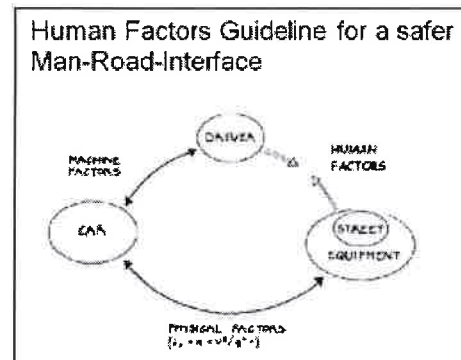 Human Factors Guideline for a safer
Man-Road-Interface
DRIVER
MACHINE
FACTORS
HUMAN
FACTORS
CAR
STREET
EQUIPMENT
PHYSICAL FACTORS